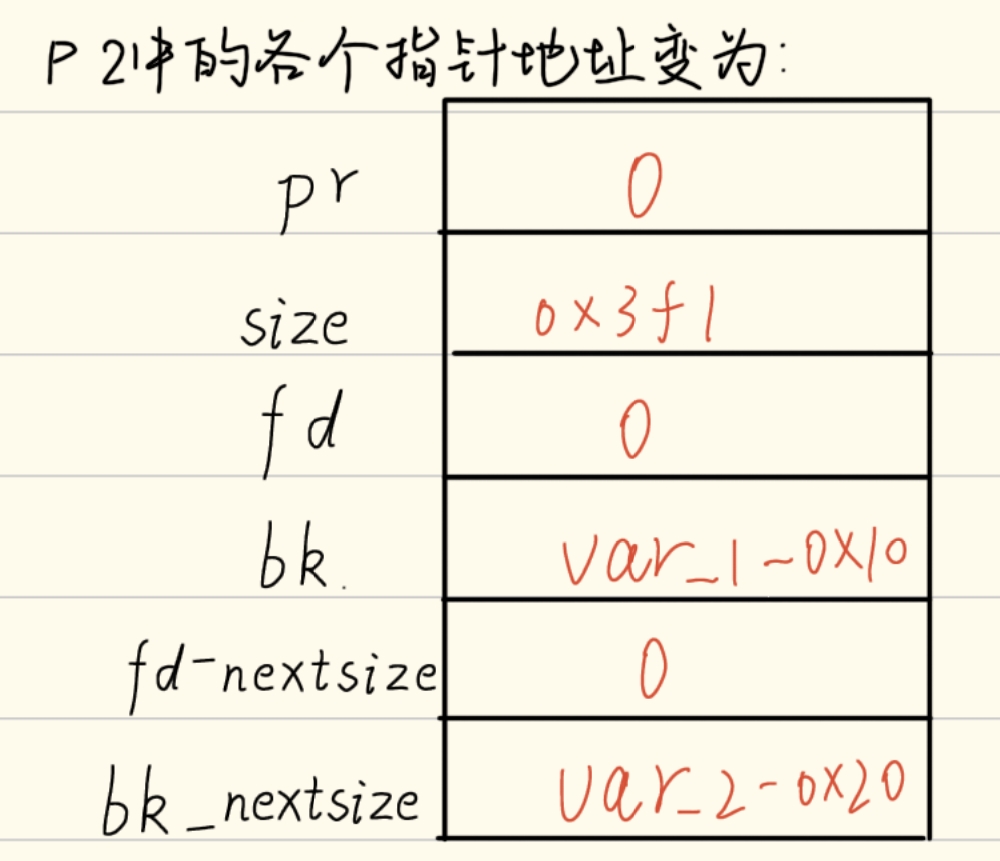 P2中的各个指针地址变为:
pr 0
size 0x3f1
fd 0
bk. var_1-0x10
fd-nextsize 0
bk_nextsize var_2-0x20